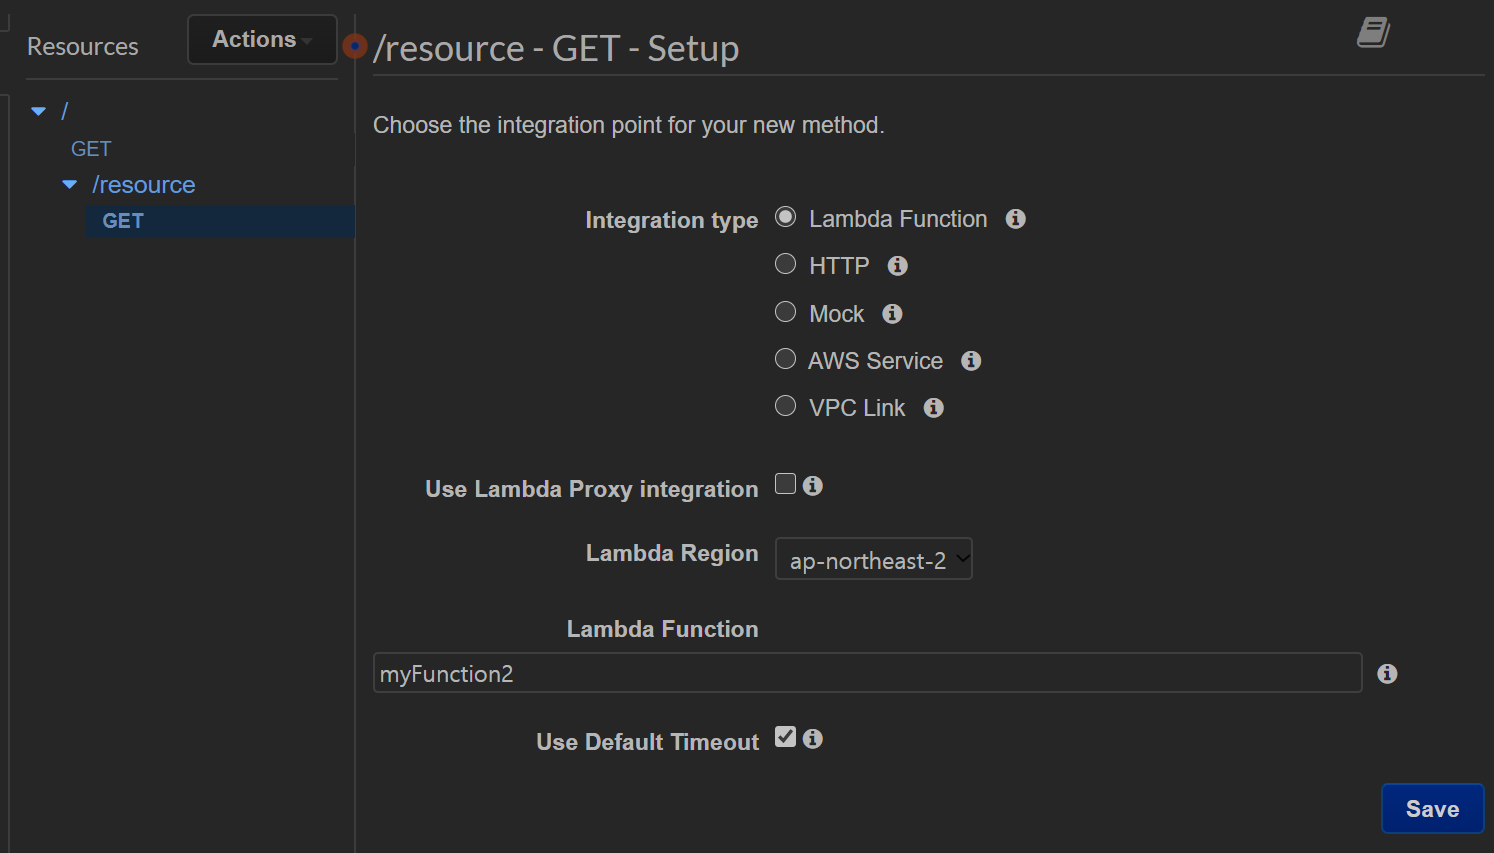 Resources
Actions
/
GET
/resource
GET
/resource - GET - Setup
Choose the integration point for your new method.
Integration type
Lambda Function
HTTP
Mock
AWS Service
VPC Link
Use Lambda Proxy integration
Lambda Region
ap-northeast-2
Lambda Function
myFunction2
Use Default Timeout
Save